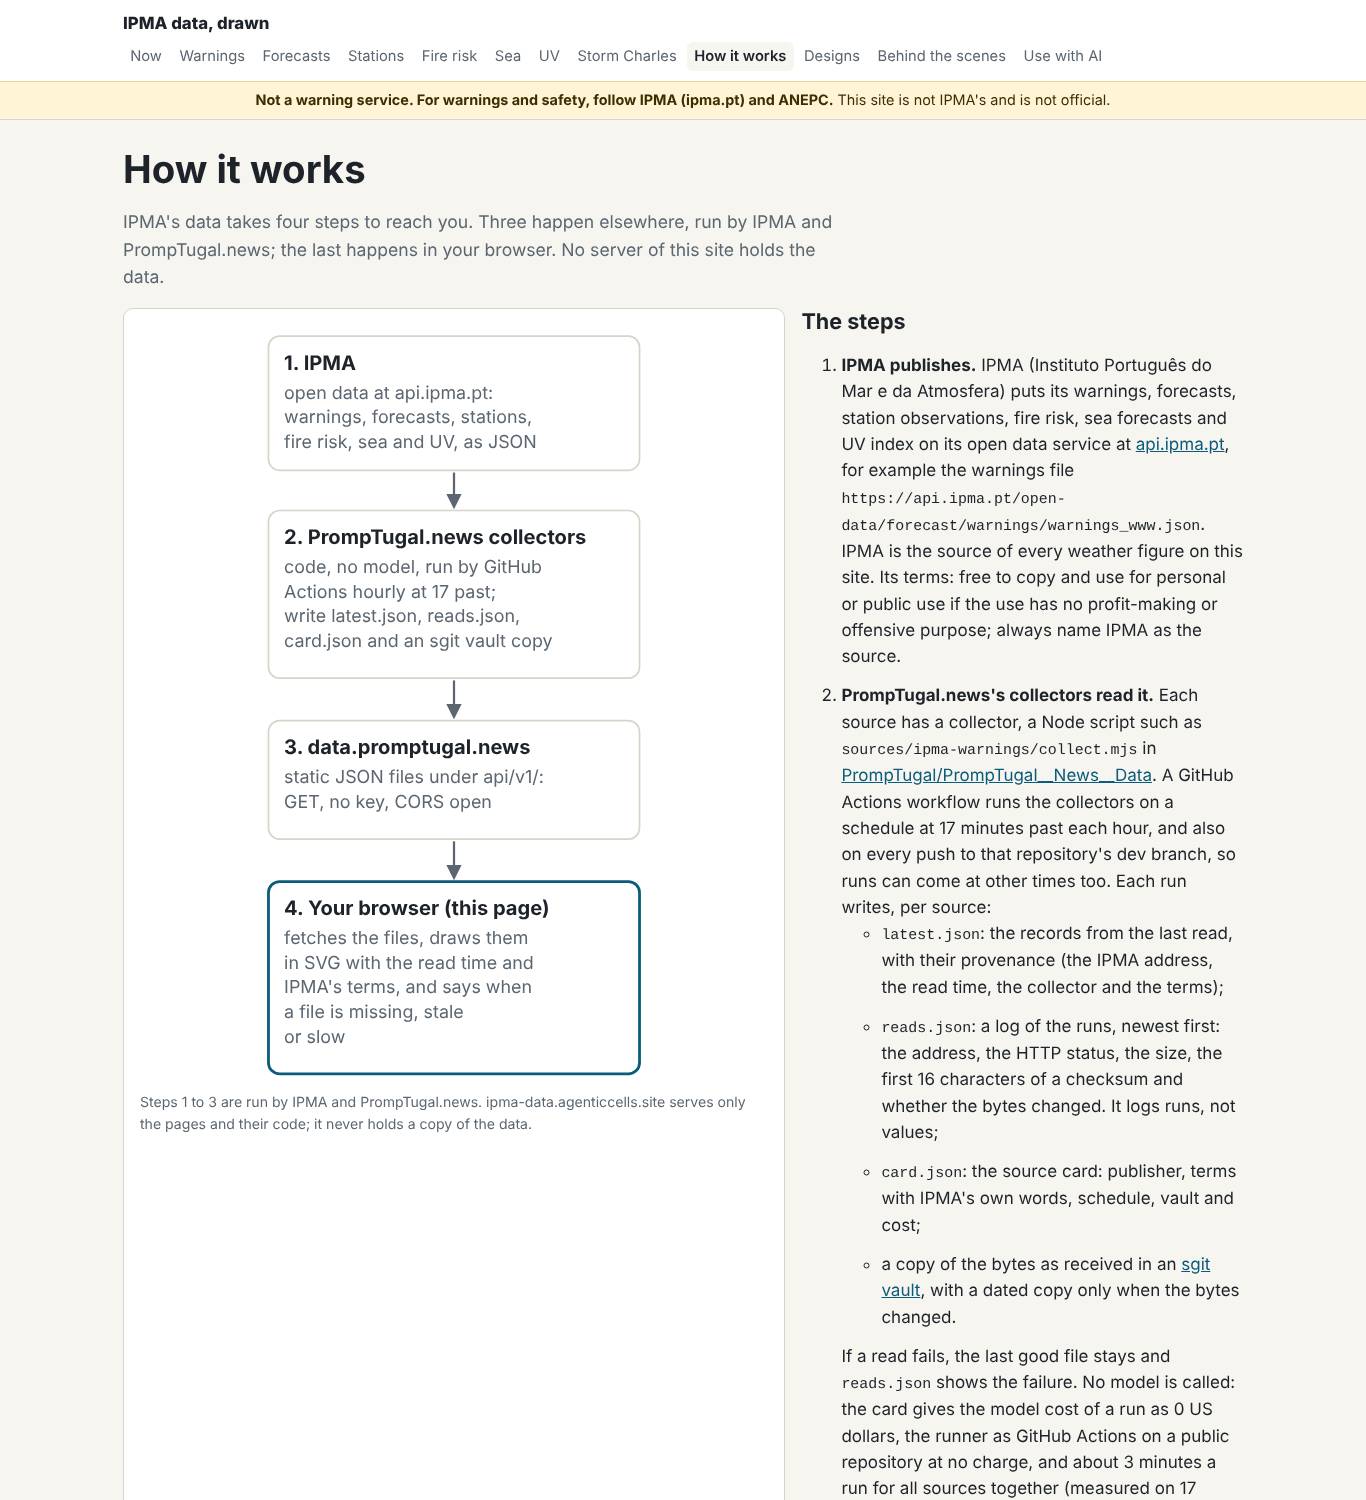 IPMA data, drawn
Now Warnings Forecasts Stations Fire risk Sea UV Storm Charles How it works Designs Behind the scenes Use with AI
Not a warning service. For warnings and safety, follow IPMA (ipma.pt) and ANEPC. This site is not IPMA's and is not official.
How it works
IPMA's data takes four steps to reach you. Three happen elsewhere, run by IPMA and
PrompTugal.news; the last happens in your browser. No server of this site holds the
data.
1. IPMA
open data at api.ipma.pt:
warnings, forecasts, stations,
fire risk, sea and UV, as JSON
2. PrompTugal.news collectors
code, no model, run by GitHub
Actions hourly at 17 past;
write latest.json, reads.json,
card.json and an sgit vault copy
3. data.promptugal.news
static JSON files under api/v1/:
GET, no key, CORS open
4. Your browser (this page)
fetches the files, draws them
in SVG with the read time and
IPMA's terms, and says when
a file is missing, stale
or slow
Steps 1 to 3 are run by IPMA and PrompTugal.news. ipma-data.agenticcells.site serves only
the pages and their code; it never holds a copy of the data.
The steps
1. IPMA publishes. IPMA (Instituto Português do
Mar e da Atmosfera) puts its warnings, forecasts,
station observations, fire risk, sea forecasts and
UV index on its open data service at api.ipma.pt,
for example the warnings file
https://api.ipma.pt/open-
data/forecast/warnings/warnings_www.json.
IPMA is the source of every weather figure on this
site. Its terms: free to copy and use for personal
or public use if the use has no profit-making or
offensive purpose; always name IPMA as the
source.
2. PrompTugal.news's collectors read it. Each
source has a collector, a Node script such as
sources/ipma-warnings/collect.mjs in
PrompTugal/PrompTugal__News__Data. A GitHub
Actions workflow runs the collectors on a
schedule at 17 minutes past each hour, and also
on every push to that repository's dev branch, so
runs can come at other times too. Each run
writes, per source:
◦ latest.json: the records from the last read,
with their provenance (the IPMA address,
the read time, the collector and the terms);
◦ reads.json: a log of the runs, newest first:
the address, the HTTP status, the size, the
first 16 characters of a checksum and
whether the bytes changed. It logs runs, not
values;
◦ card.json: the source card: publisher, terms
with IPMA's own words, schedule, vault and
cost;
◦ a copy of the bytes as received in an sgit
vault, with a dated copy only when the bytes
changed.
If a read fails, the last good file stays and
reads.json shows the failure. No model is called:
the card gives the model cost of a run as 0 US
dollars, the runner as GitHub Actions on a public
repository at no charge, and about 3 minutes a
run for all sources together (measured on 17